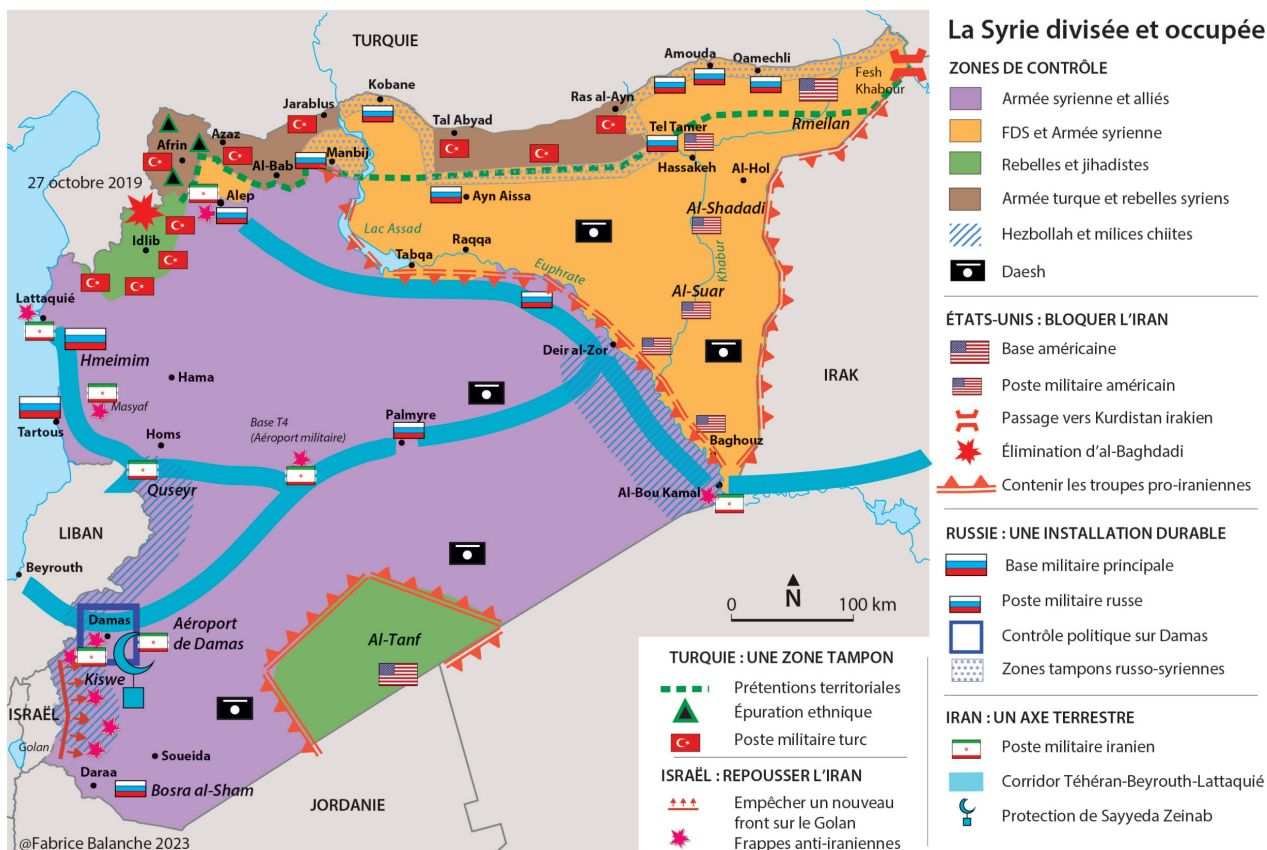 La Syrie divisée et occupée
ZONES DE CONTRÔLE
Armée syrienne et alliés
FDS et Armée syrienne
Rebelles et jihadistes
Armée turque et rebelles syriens
Hezbollah et milices chiites
Daesh
ÉTATS-UNIS : BLOQUER L'IRAN
Base américaine
Poste militaire américain
Passage vers Kurdistan irakien
Élimination d'al-Baghdadi
Contenir les troupes pro-iraniennes
RUSSIE : UNE INSTALLATION DURABLE
Base militaire principale
Poste militaire russe
Contrôle politique sur Damas
Zones tampons russo-syriennes
IRAN : UN AXE TERRESTRE
Poste militaire iranien
Corridor Téhéran-Beyrouth-Lattaquié
Protection de Sayyeda Zeinab
TURQUIE : UNE ZONE TAMPON
Prétentions territoriales
Épuration ethnique
Poste militaire turc
ISRAËL : REPOUSSER L'IRAN
Empêcher un nouveau
front sur le Golan
Frappes anti-iraniennes
TURQUIE
Amouda
Qamechli
Fesh
Khabour
Kobane
Jarablus
Ras al-Ayn
Rmeilan
Tal Abyad
Tel Tamer
Azaz
Afrin
Al-Bab
Manbij
Hassakeh
Al-Hol
27 octobre 2019
Alep
Ayn Aissa
Al-Shadadi
Idlib
Lac Assad
Raqqa
Tabqa
Euphrate
Khabur
Al-Suar
Lattaquié
Hmeimim
Deir al-Zor
Hama
IRAK
Masyaf
Tartous
Homs
Base T4
(Aéroport militaire)
Palmyre
Baghouz
Quseyr
Al-Bou Kamal
LIBAN
Beyrouth
0
N
100 km
Damas
Aéroport
de Damas
Al-Tanf
Kiswe
ISRAËL
Golan
Soueida
Daraa
Bosra al-Sham
JORDANIE
@Fabrice Balanche 2023